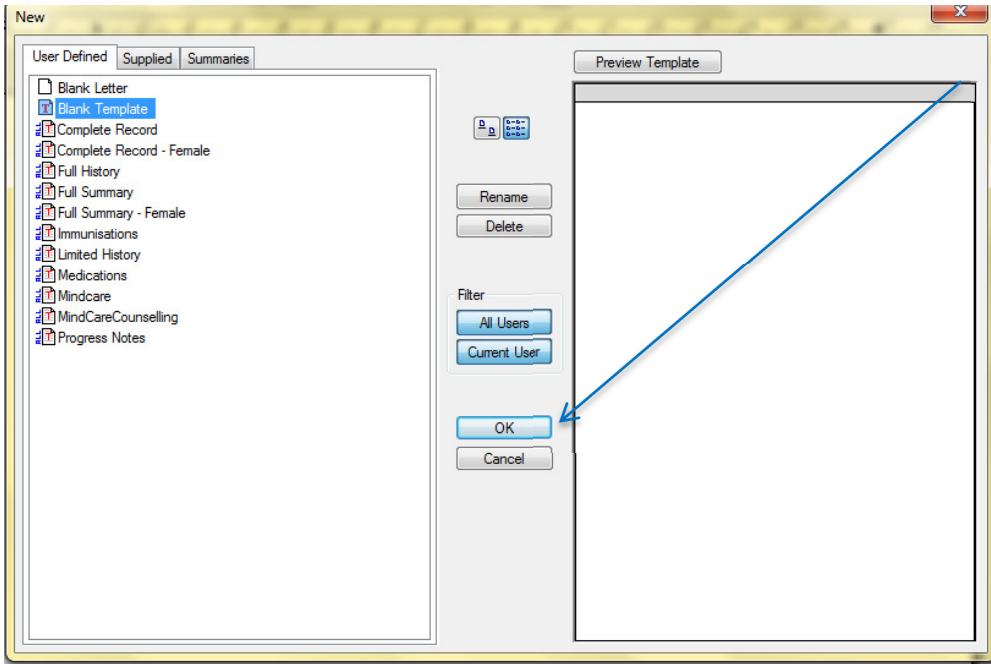 New
User Defined Supplied Summaries
Preview Template
Blank Letter
Blank Template
Complete Record
Complete Record - Female
Full History
Full Summary
Full Summary - Female
Immunisations
Limited History
Medications
Mindcare
MindCareCounselling
Progress Notes
Rename
Delete
Filter
All Users
Current User
OK
Cancel